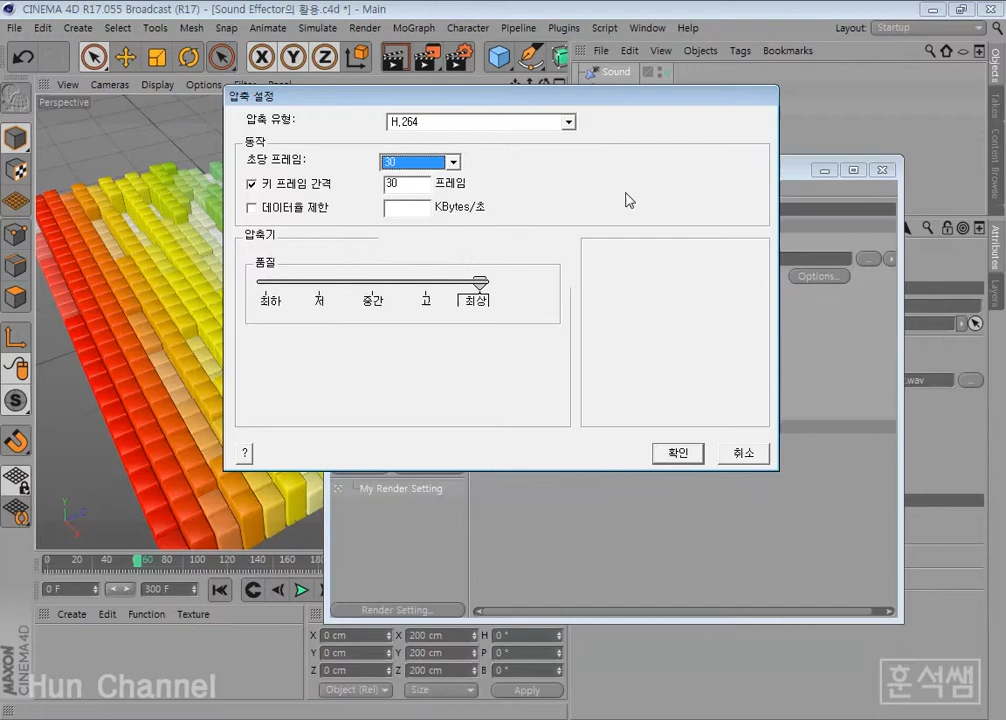 CINEMA 4D R17.055 Broadcast (R17) - [Sound Effector의 활용.c4d *] - Main
File Edit Create Select Tools Mesh Snap Animate Simulate Render MoGraph Character Pipeline Plugins Script Window Help Layout: Startup
X Y Z File Edit View Objects Tags Bookmarks
Sound
View Cameras Display Options
Perspective
압축 설정
압축 유형: H.264
동작
초당 프레임: 30
키 프레임 간격 30 프레임
데이터율 제한 KBytes/초
압축기
품질
최하 저 중간 고 최상
? 확인 취소
Options...
.wav ...
Objects
Takes
Content Browse
Attributes
Layers
My Render Setting
Render Setting...
0 20 40 60 80 100 120 140 160 180
0 F 300 F
Create Edit Function Texture
X 0 cm X 200 cm H 0 °
Y 0 cm Y 200 cm P 0 °
Z 0 cm Z 200 cm B 0 °
Object (Rel) Size Apply
MAXON CINEMA 4D
Hun Channel
훈석쌤